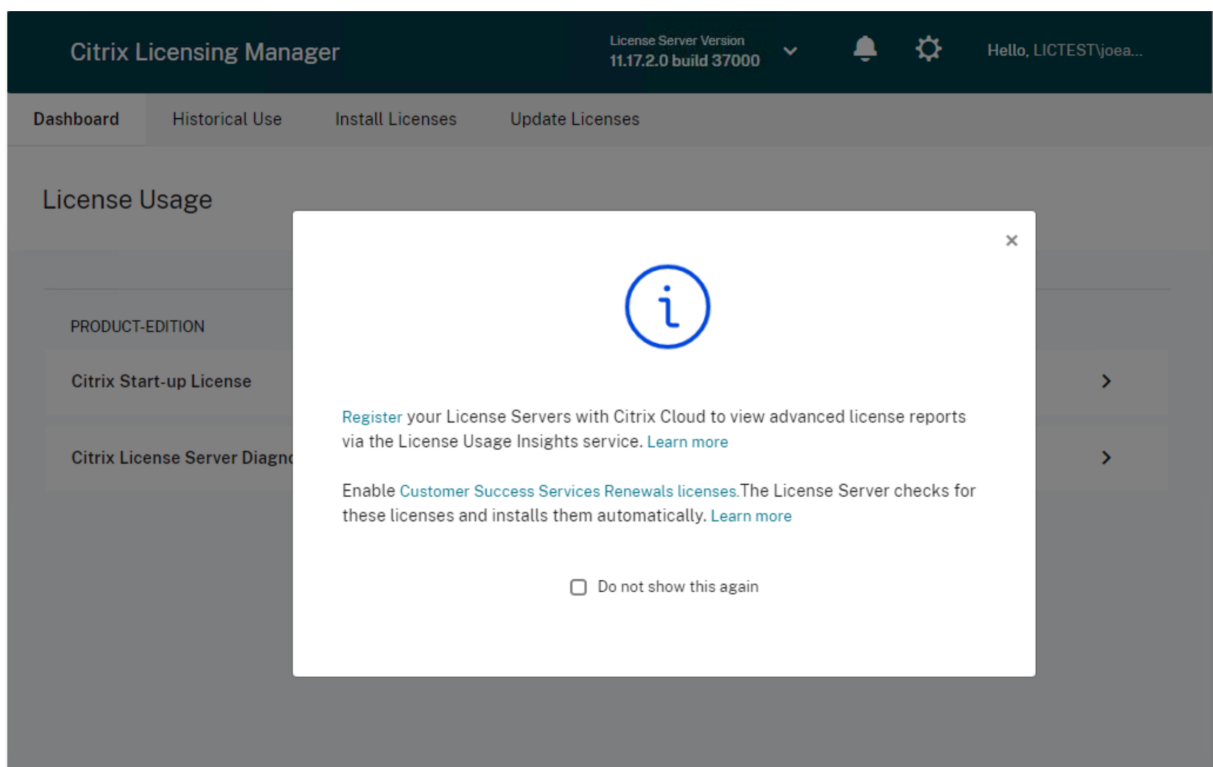 Citrix Licensing Manager
License Server Version
11.17.2.0 build 37000
Hello, LICTEST\joea...
Dashboard
Historical Use
Install Licenses
Update Licenses
License Usage
PRODUCT-EDITION
Citrix Start-up License
Citrix License Server Diagno
Register your License Servers with Citrix Cloud to view advanced license reports
via the License Usage Insights service. Learn more
Enable Customer Success Services Renewals licenses.The License Server checks for
these licenses and installs them automatically. Learn more
Do not show this again